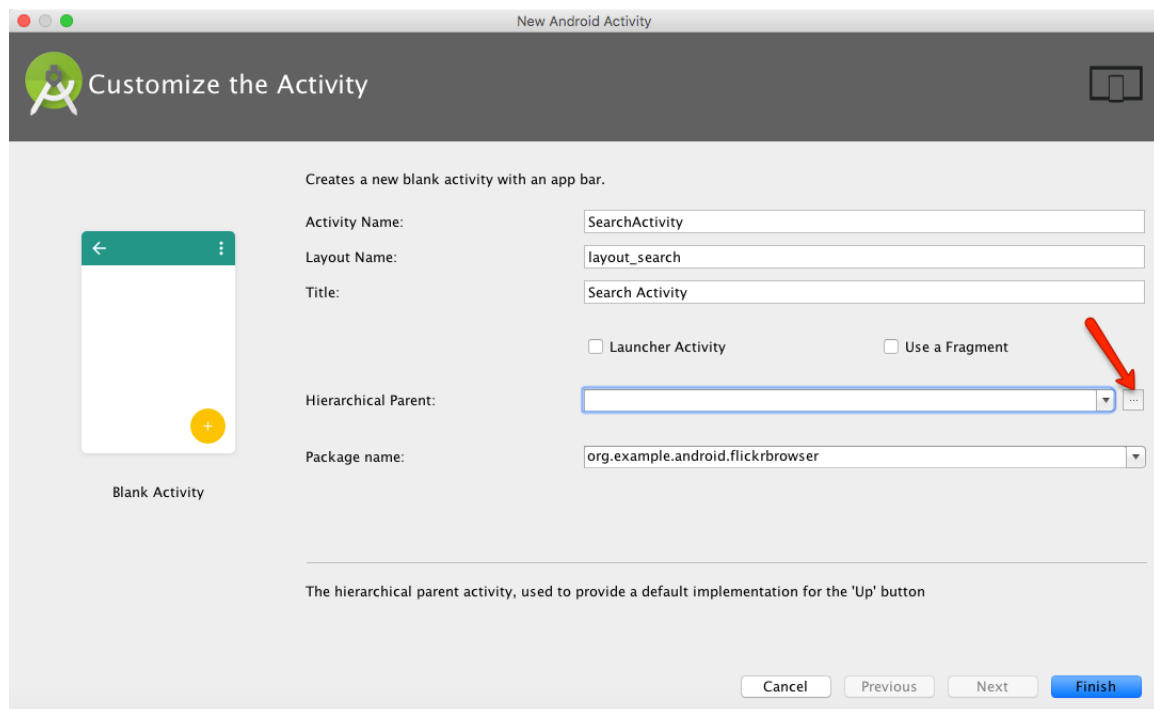 New Android Activity
Customize the Activity
Creates a new blank activity with an app bar.
Activity Name: SearchActivity
Layout Name: layout_search
Title: Search Activity
Launcher Activity Use a Fragment
Hierarchical Parent: ...
Package name: org.example.android.flickrbrowser
Blank Activity
The hierarchical parent activity, used to provide a default implementation for the 'Up' button
Cancel Previous Next Finish